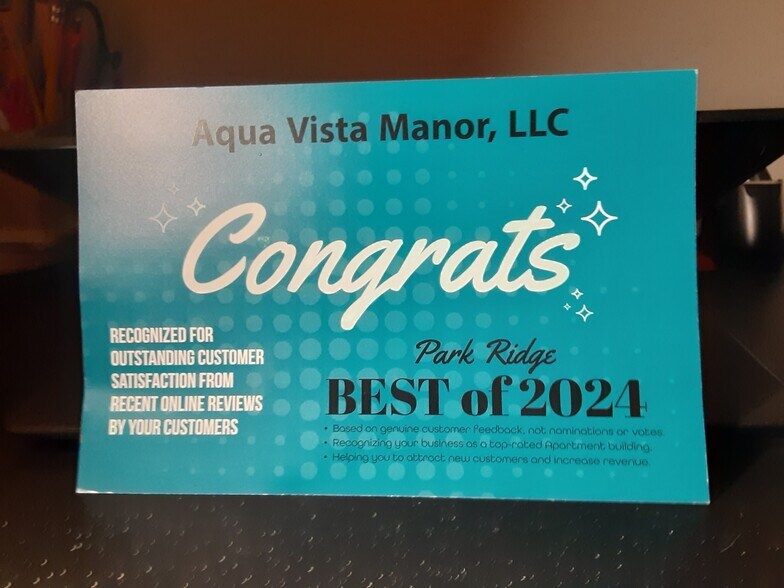 Aqua Vista Manor, LLC
Congrats
RECOGNIZED FOR
OUTSTANDING CUSTOMER
SATISFACTION FROM
RECENT ONLINE REVIEWS
BY YOUR CUSTOMERS
Park Ridge
BEST of 2024
• Based on genuine customer feedback, not nominations or votes.
• Recognizing your business as a top-rated Apartment building.
• Helping you to attract new customers and increase revenue.